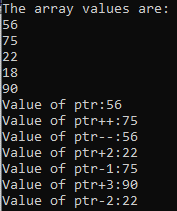 The array values are:
56
75
22
18
90
Value of ptr:56
Value of ptr++:75
Value of ptr--:56
Value of ptr+2:22
Value of ptr-1:75
Value of ptr+3:90
Value of ptr-2:22